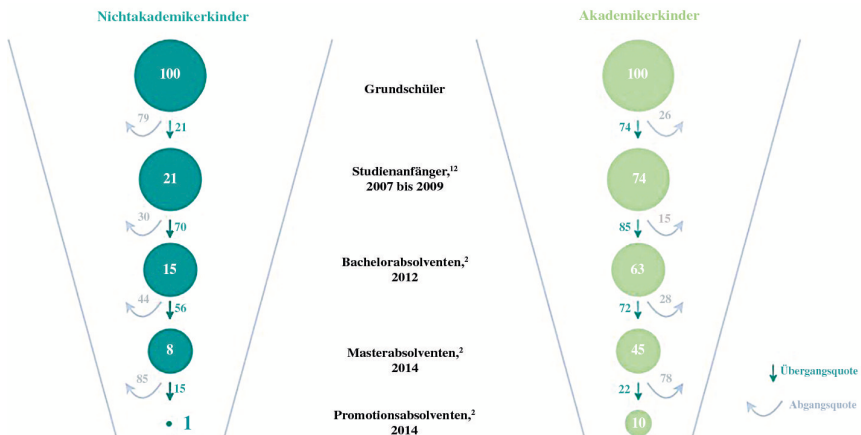 Nichtakademikerkinder
Akademikerkinder
100
Grundschüler
100
79
21
74
26
21
Studienanfänger,12
2007 bis 2009
74
30
70
85
15
15
Bachelorabsolventen,2
2012
63
44
56
72
28
8
Masterabsolventen,2
2014
45
85
15
22
78
Übergangsquote
1
Promotionsabsolventen,2
2014
10
Abgangsquote